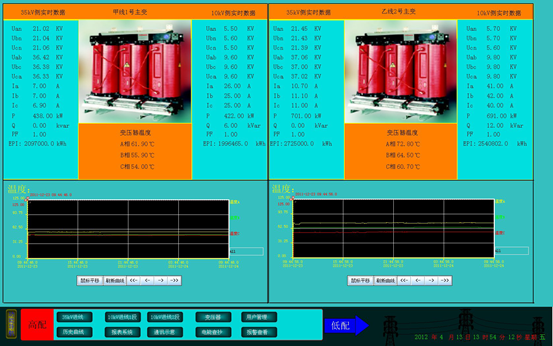 35kV侧实时数据 甲线1号主变 10kV侧实时数据 35kV侧实时数据 乙线2号主变 10kV侧实时数据
Uan 21.02 KV Uan 5.50 KV Uan 21.45 KV Uan 5.70 KV
Ubn 21.04 KV Ubn 5.60 KV Ubn 21.43 KV Ubn 5.70 KV
Ucn 21.06 KV Ucn 5.50 KV Ucn 21.39 KV Ucn 5.60 KV
Uab 36.42 KV Uab 9.60 KV Uab 37.06 KV Uab 9.80 KV
Ubc 36.38 KV Ubc 9.60 KV Ubc 37.00 KV Ubc 9.80 KV
Uca 36.33 KV Uca 9.60 KV Uca 37.02 KV Uca 9.80 KV
Ia 7.00 A Ia 26.00 A Ia 10.70 A Ia 41.00 A
Ib 7.00 A Ib 25.00 A Ib 11.10 A Ib 42.00 A
Ic 6.90 A Ic 25.00 A Ic 11.00 A Ic 40.00 A
P 438.00 kW P 422.00 kW P 701.00 kW P 691.00 kW
Q 0.00 kvar 变压器温度 Q 6.00 kVar Q 0.00 kvar 变压器温度 Q 12.00 kVar
PF 1.00 A相61.90℃ PF 1.00 PF 1.00 A相72.80℃ PF 1.00
EPI: 2097000.0 kWh B相55.90℃ EPI: 1996465.0 kWh EPI: 2725900.0 kWh B相64.50℃ EPI: 2540802.0 kWh
C相54.00℃ C相60.70℃
温度: 温度:
鼠标平移 刷新曲线 <<- <- -> ->> 鼠标平移 刷新曲线 <<- <- -> ->>
高配 35kV进线 10kV进线1段 10kV进线2段 变压器 用户管理 低配
历史曲线 报表系统 通讯示意 电能查抄 报警查看
2012 年 4 月 13 日 13 时 54 分 12 秒 星期 五